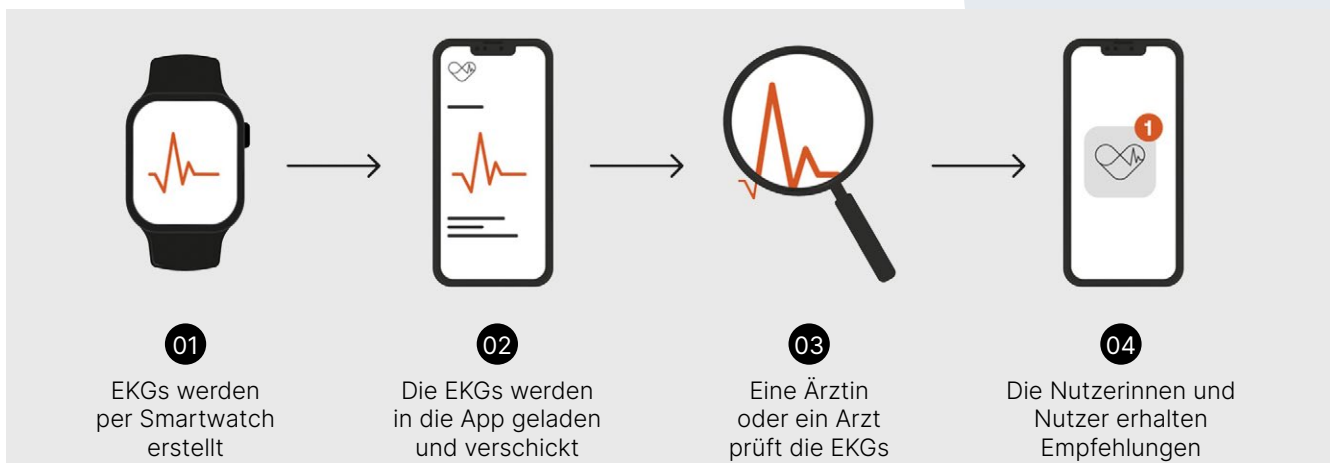 1
01
EKGs werden
per Smartwatch
erstellt
02
Die EKGs werden
in die App geladen
und verschickt
03
Eine Ärztin
oder ein Arzt
prüft die EKGs
04
Die Nutzerinnen und
Nutzer erhalten
Empfehlungen